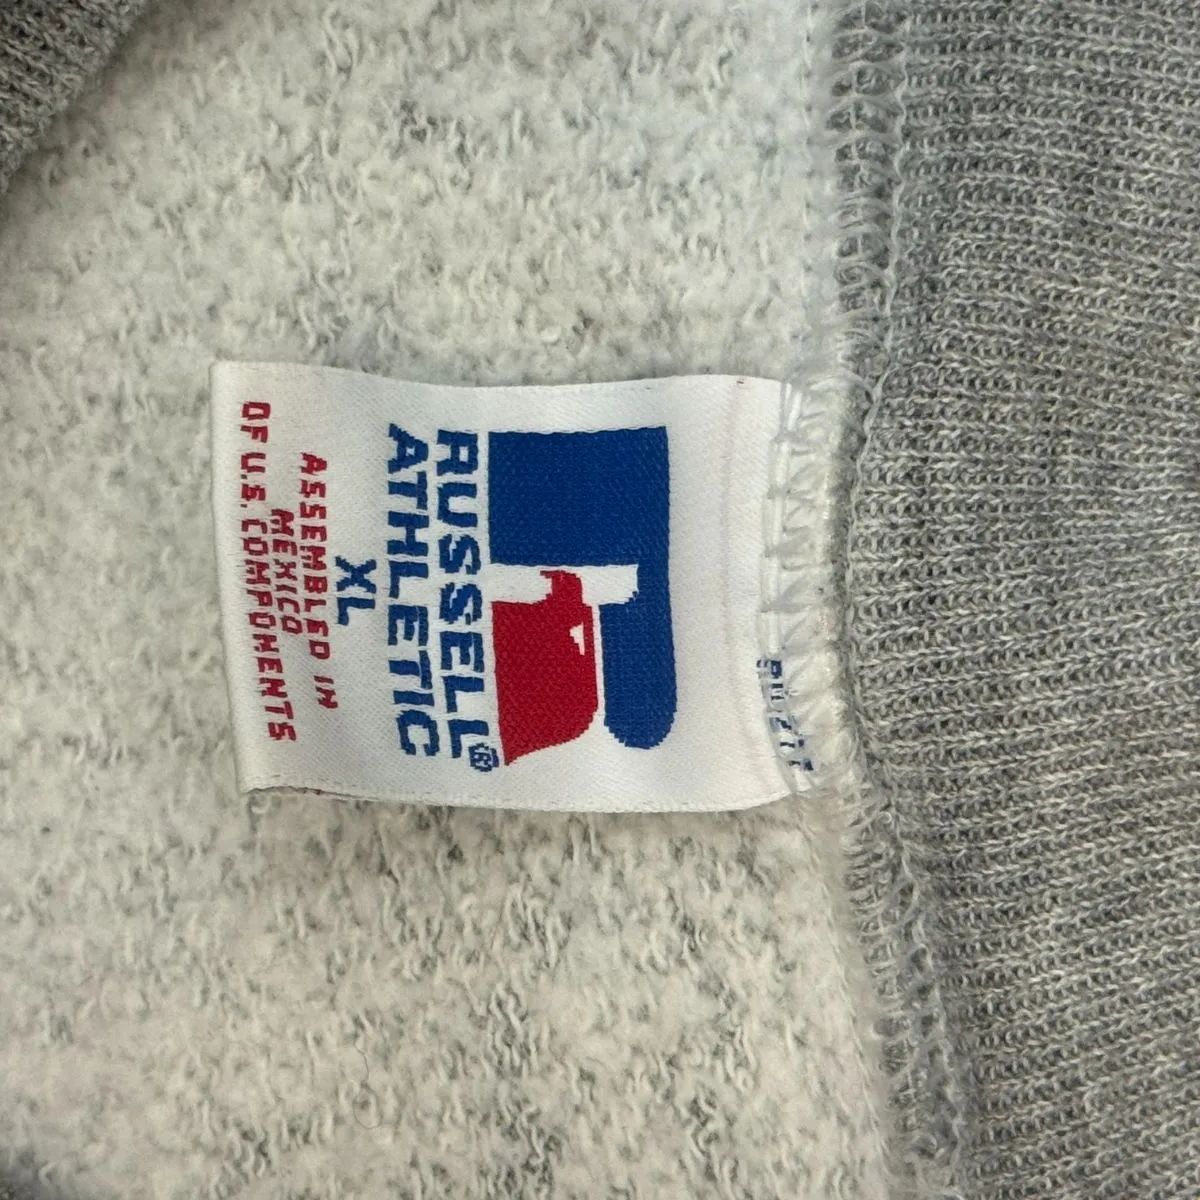 RUSSELL®
ATHLETIC
XL
ASSEMBLED IN
MEXICO
OF U.S. COMPONENTS